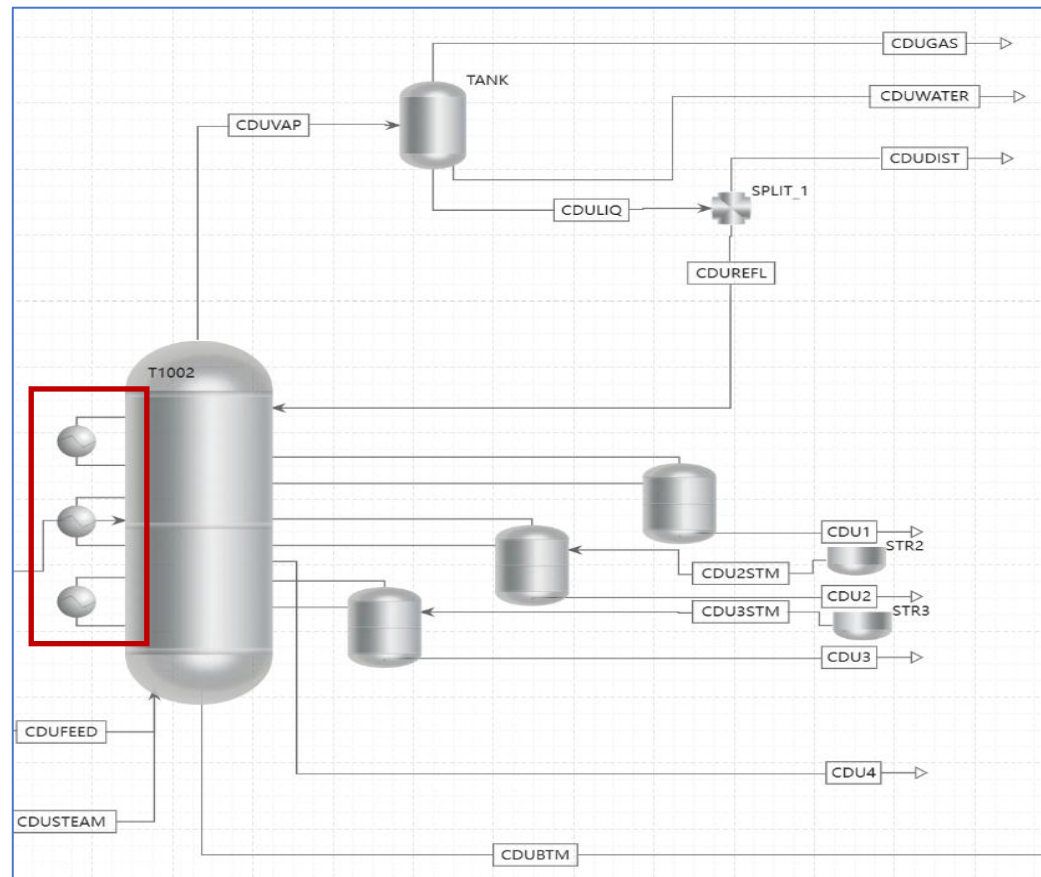 CDUGAS
TANK
CDUWATER
CDUVAP
CDUDIST
SPLIT_1
CDULIQ
CDUREFL
T1002
CDU1
STR2
CDU2STM
CDU2
CDU3STM
STR3
CDU3
CDUFEED
CDU4
CDUSTEAM
CDUBTM